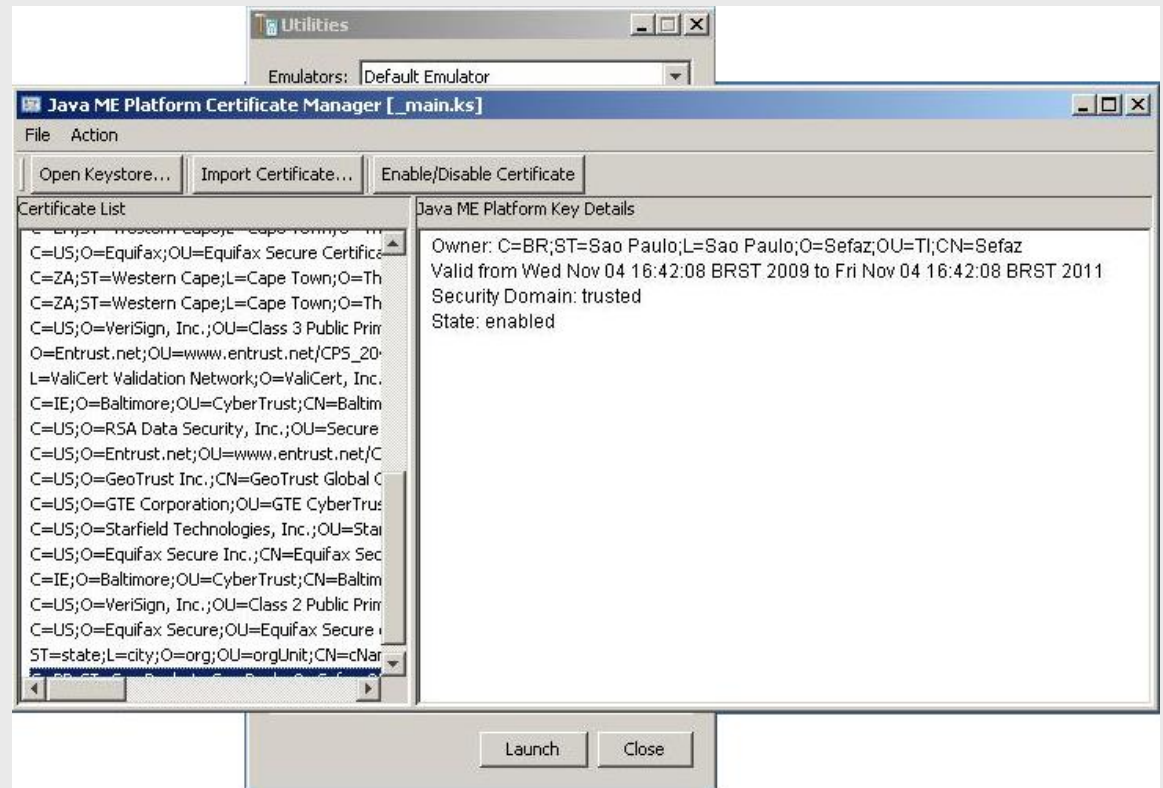 Utilities
Emulators: Default Emulator
Java ME Platform Certificate Manager [_main.ks]
File Action
Open Keystore... Import Certificate... Enable/Disable Certificate
Certificate List
C=US;O=Equifax;OU=Equifax Secure Certifica
C=ZA;ST=Western Cape;L=Cape Town;O=Th
C=ZA;ST=Western Cape;L=Cape Town;O=Th
C=US;O=VeriSign, Inc.;OU=Class 3 Public Prim
O=Entrust.net;OU=www.entrust.net/CPS_20
L=ValiCert Validation Network;O=ValiCert, Inc.
C=IE;O=Baltimore;OU=CyberTrust;CN=Baltim
C=US;O=RSA Data Security, Inc.;OU=Secure
C=US;O=Entrust.net;OU=www.entrust.net/C
C=US;O=GeoTrust Inc.;CN=GeoTrust Global C
C=US;O=GTE Corporation;OU=GTE CyberTrus
C=US;O=Starfield Technologies, Inc.;OU=Star
C=US;O=Equifax Secure Inc.;CN=Equifax Sec
C=IE;O=Baltimore;OU=CyberTrust;CN=Baltim
C=US;O=VeriSign, Inc.;OU=Class 2 Public Prim
C=US;O=Equifax Secure;OU=Equifax Secure
ST=state;L=city;O=org;OU=orgUnit;CN=cNam
Java ME Platform Key Details
Owner: C=BR;ST=Sao Paulo;L=Sao Paulo;O=Sefaz;OU=TI;CN=Sefaz
Valid from Wed Nov 04 16:42:08 BRST 2009 to Fri Nov 04 16:42:08 BRST 2011
Security Domain: trusted
State: enabled
Launch Close